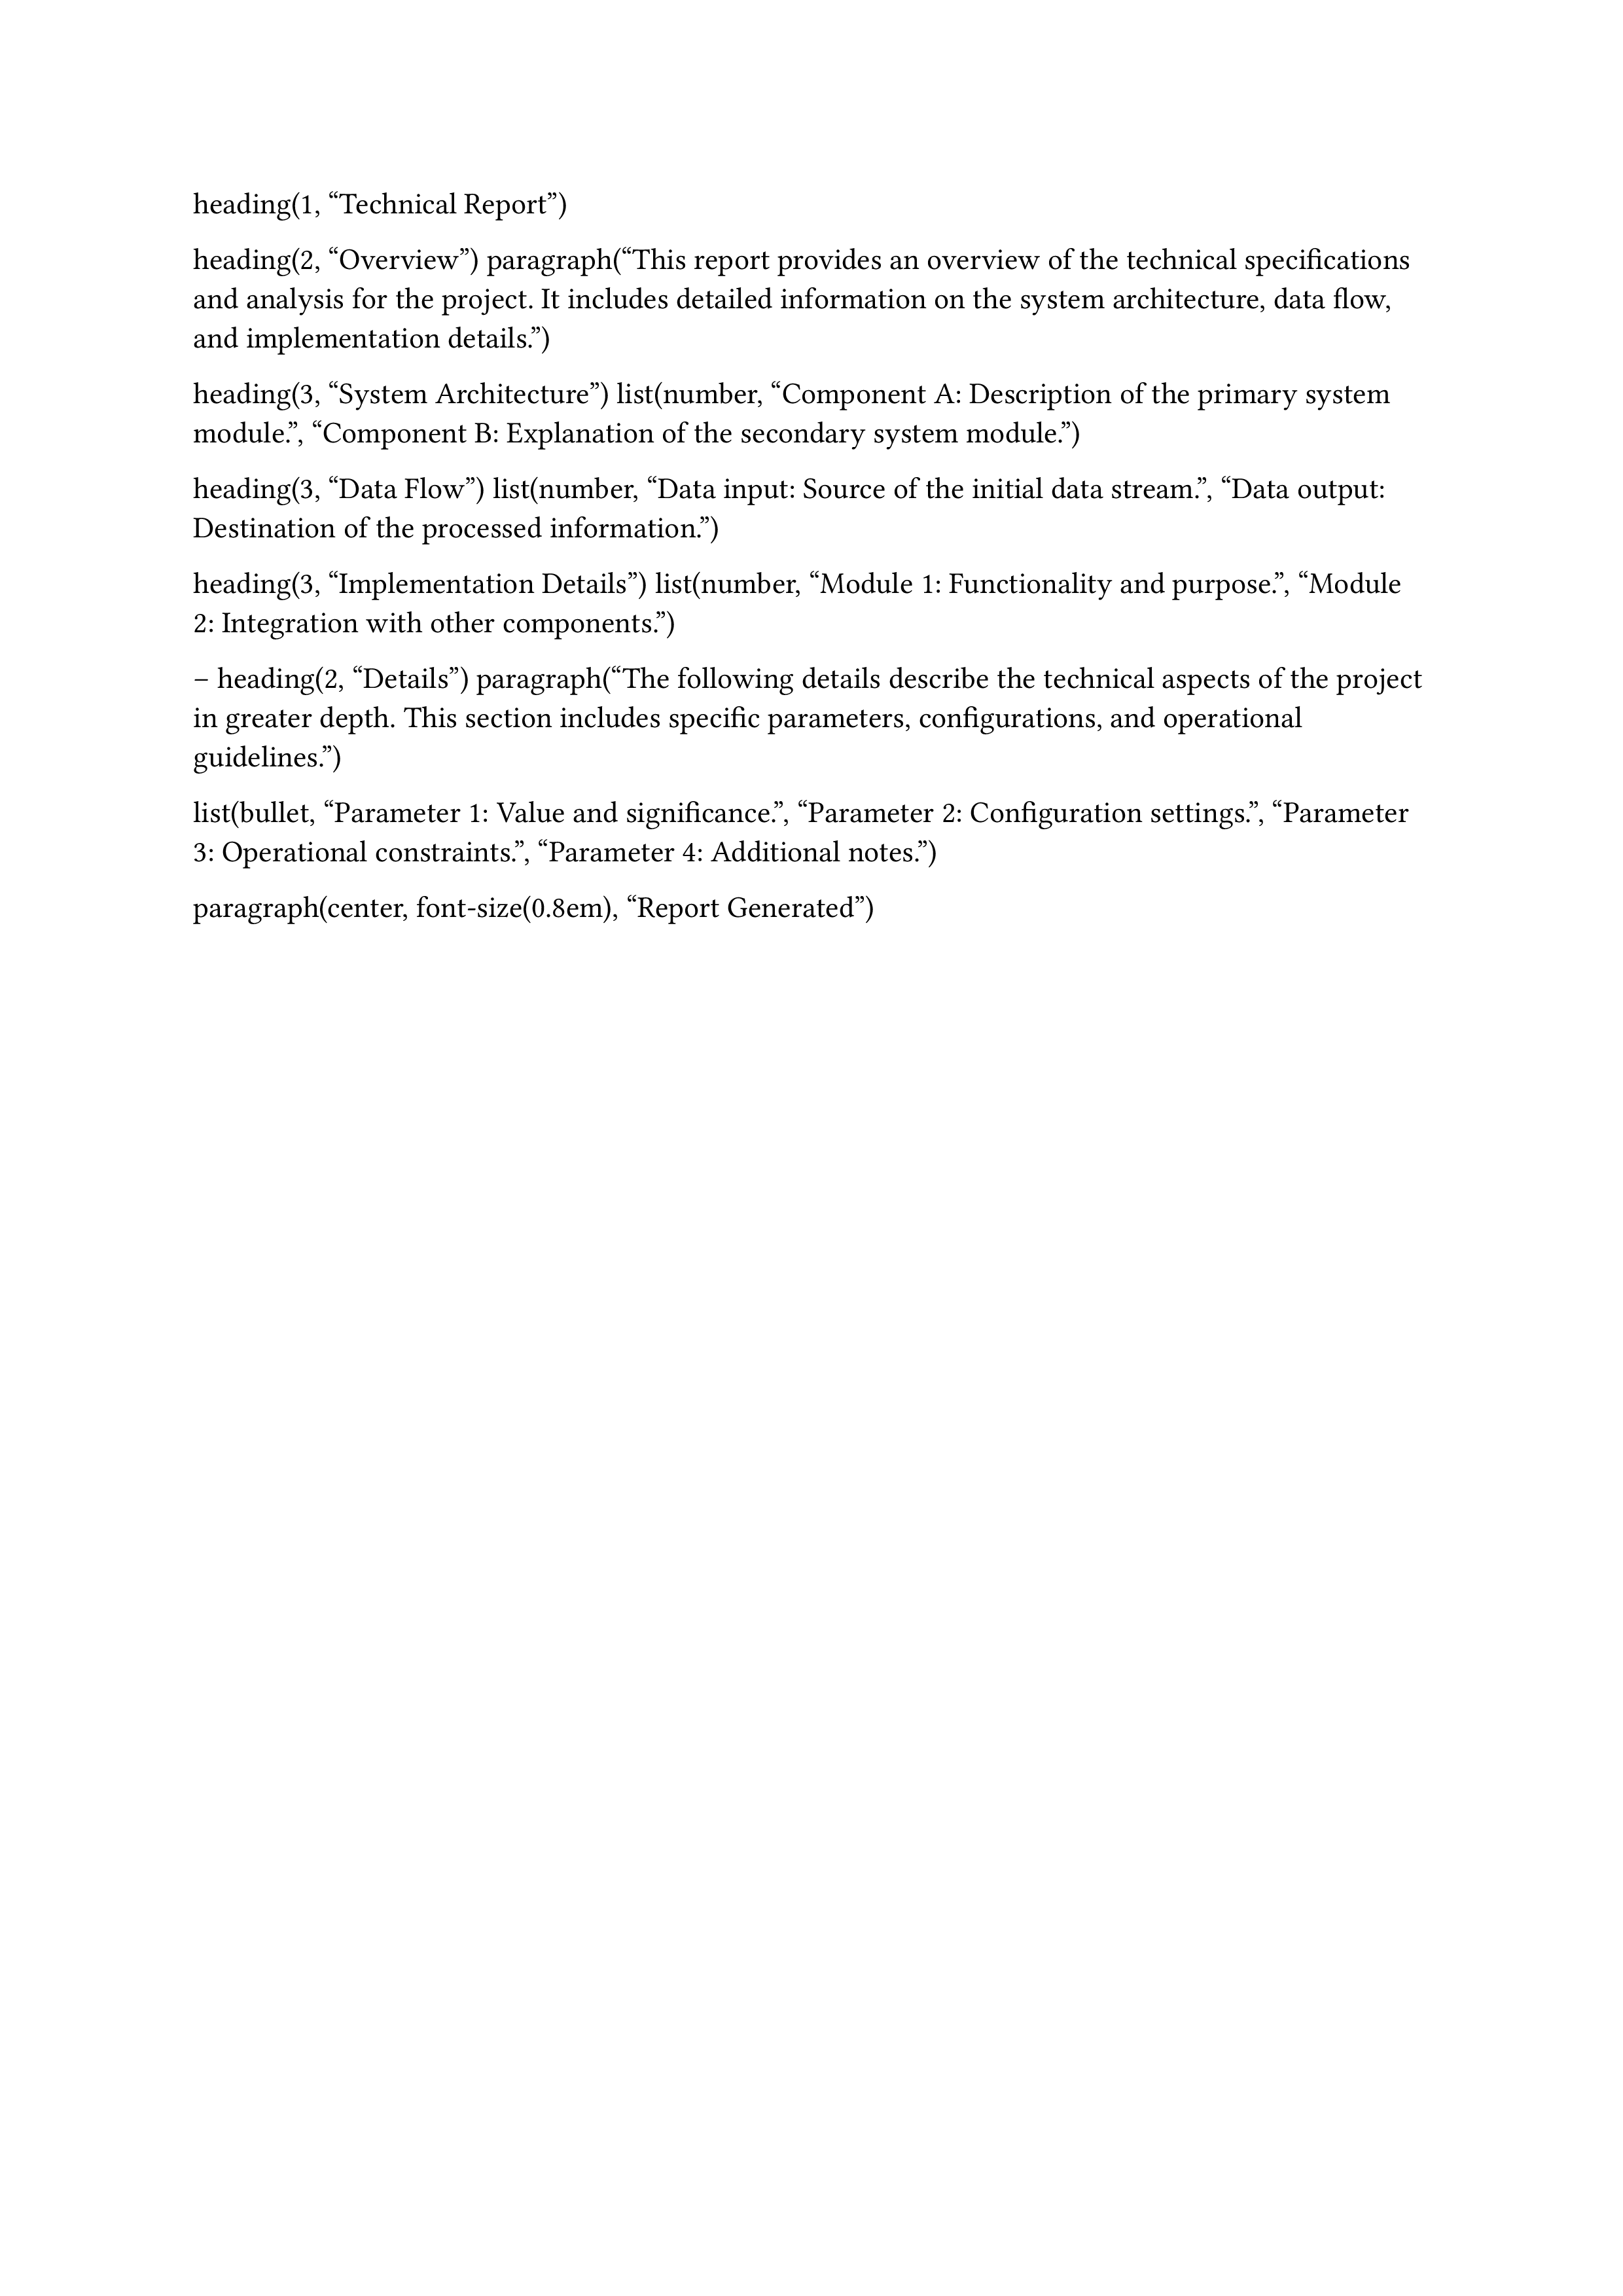 heading(1, “Technical Report”)
heading(2, “Overview”) paragraph(“This report provides an overview of the technical specifications
and analysis for the project. It includes detailed information on the system architecture, data flow,
and implementation details.”)
heading(3, “System Architecture”) list(number, “Component A: Description of the primary system
module.”, “Component B: Explanation of the secondary system module.”)
heading(3, “Data Flow”) list(number, “Data input: Source of the initial data stream.”, “Data output:
Destination of the processed information.”)
heading(3, “Implementation Details”) list(number, “Module 1: Functionality and purpose.”, “Module
2: Integration with other components.”)
– heading(2, “Details”) paragraph(“The following details describe the technical aspects of the project
in greater depth. This section includes specific parameters, configurations, and operational
guidelines.”)
list(bullet, “Parameter 1: Value and significance.”, “Parameter 2: Configuration settings.”, “Parameter
3: Operational constraints.”, “Parameter 4: Additional notes.”)
paragraph(center, font-size(0.8em), “Report Generated”)